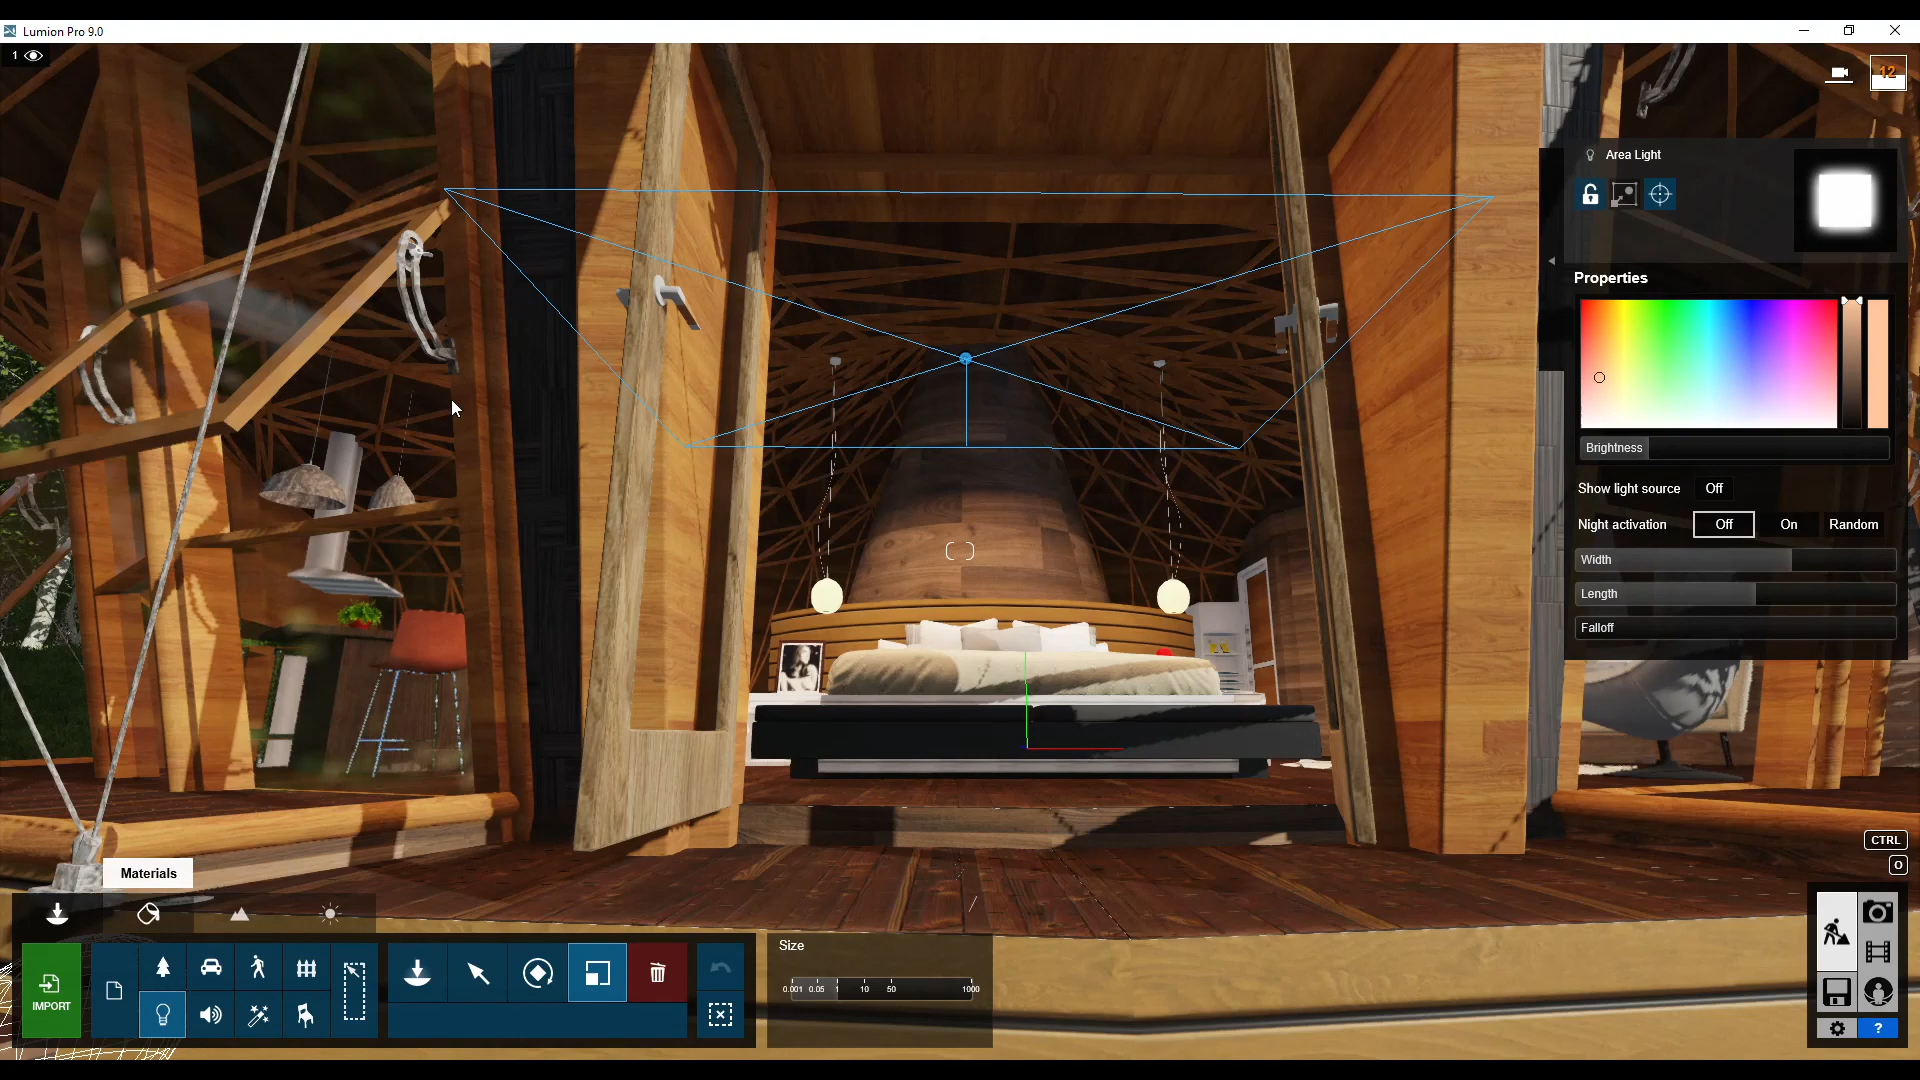 Lumion Pro 9.0
1
12
Area Light
Properties
Brightness
Show light source Off
Night activation Off On Random
Width
Length
Falloff
CTRL
O
Materials
IMPORT
Size
0.001 0.05 1 10 50 1000
?